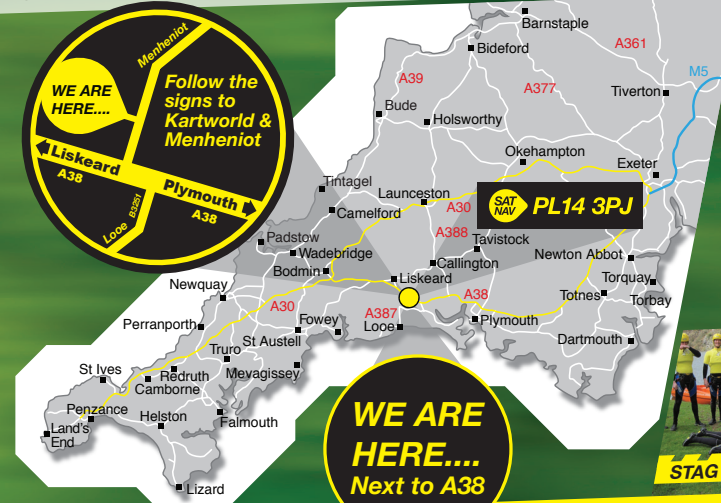 Menheniot
WE ARE
HERE....
Follow the
signs to
Kartworld &
Menheniot
Liskeard
A38
Plymouth
A38
Looe B3251
Barnstaple
Bideford
A361
A39
A377
M5
Tiverton
Bude
Holsworthy
Okehampton
Exeter
Tintagel
Launceston
Camelford
A30
SAT
NAV
PL14 3PJ
A388
Tavistock
Padstow
Wadebridge
Callington
Newton Abbot
Bodmin
Liskeard
Torquay
Newquay
A38
Totnes
Torbay
A30
A387
Looe
Fowey
Plymouth
Perranporth
St Austell
Dartmouth
Truro
St Ives
Redruth
Mevagissey
Camborne
Penzance
Helston
Falmouth
Land's
End
Lizard
WE ARE
HERE....
Next to A38
STAG